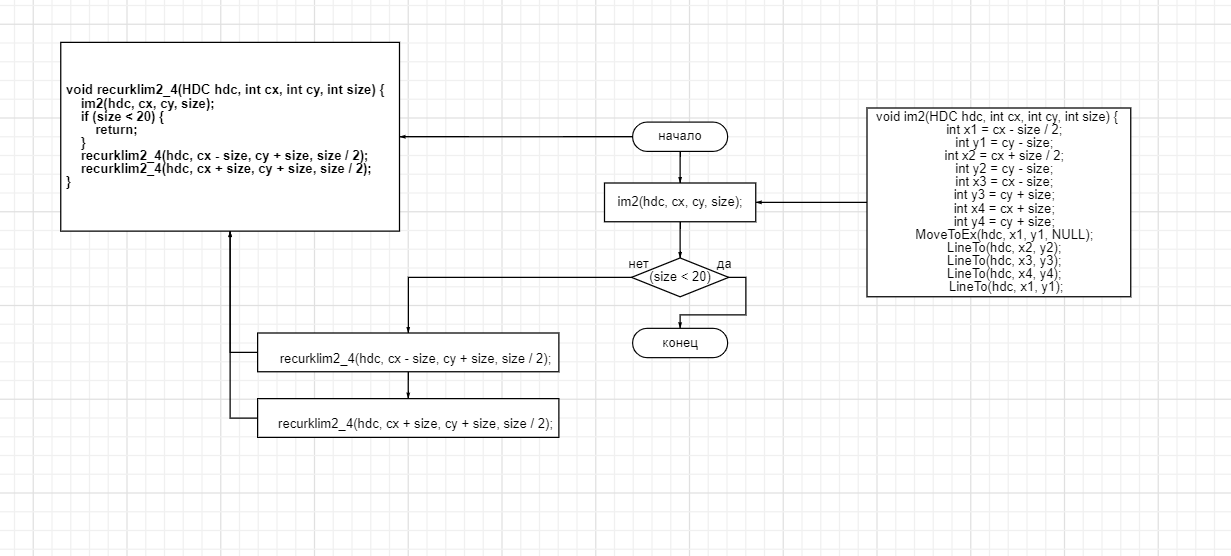 void recurklim2_4(HDC hdc, int cx, int cy, int size) {
im2(hdc, cx, cy, size);
if (size < 20) {
return;
}
recurklim2_4(hdc, cx - size, cy + size, size / 2);
recurklim2_4(hdc, cx + size, cy + size, size / 2);
}
начало
im2(hdc, cx, cy, size);
нет
да
(size < 20)
конец
recurklim2_4(hdc, cx - size, cy + size, size / 2);
recurklim2_4(hdc, cx + size, cy + size, size / 2);
void im2(HDC hdc, int cx, int cy, int size) {
int x1 = cx - size / 2;
int y1 = cy - size;
int x2 = cx + size / 2;
int y2 = cy - size;
int x3 = cx - size;
int y3 = cy + size;
int x4 = cx + size;
int y4 = cy + size;
MoveToEx(hdc, x1, y1, NULL);
LineTo(hdc, x2, y2);
LineTo(hdc, x3, y3);
LineTo(hdc, x4, y4);
LineTo(hdc, x1, y1);